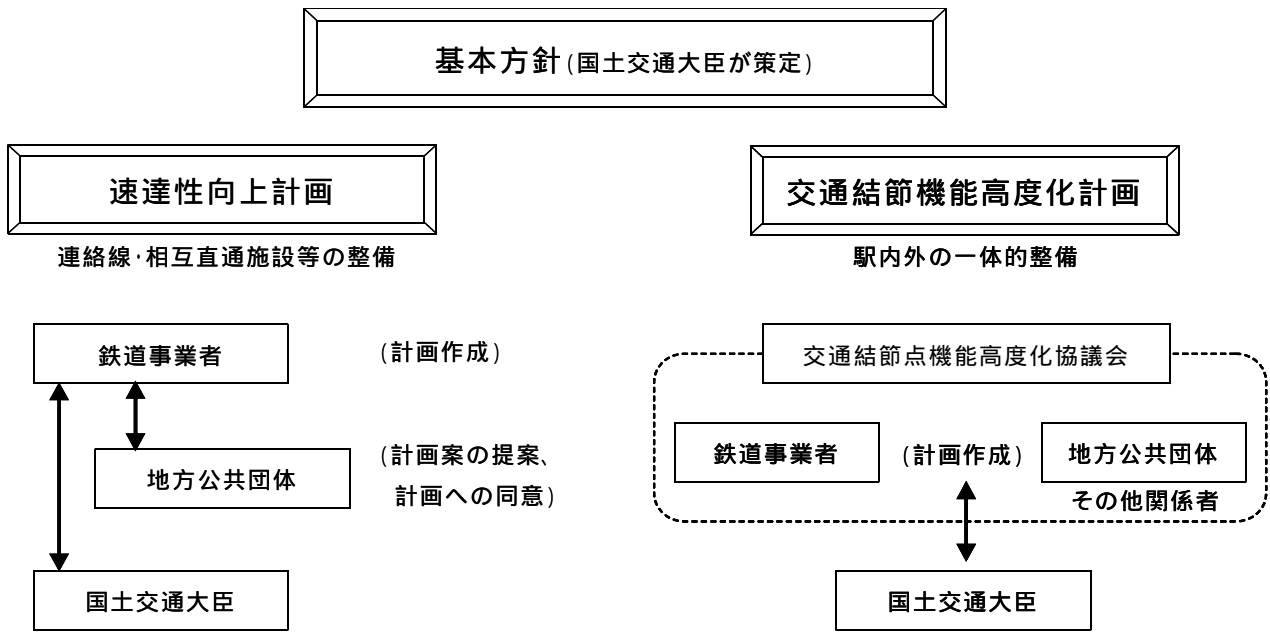 基本方針(国土交通大臣が策定)
速達性向上計画
連絡線・相互直通施設等の整備
鉄道事業者
(計画作成)
地方公共団体
(計画案の提案、
計画への同意)
国土交通大臣
交通結節機能高度化計画
駅内外の一体的整備
交通結節点機能高度化協議会
鉄道事業者
(計画作成)
地方公共団体
その他関係者
国土交通大臣